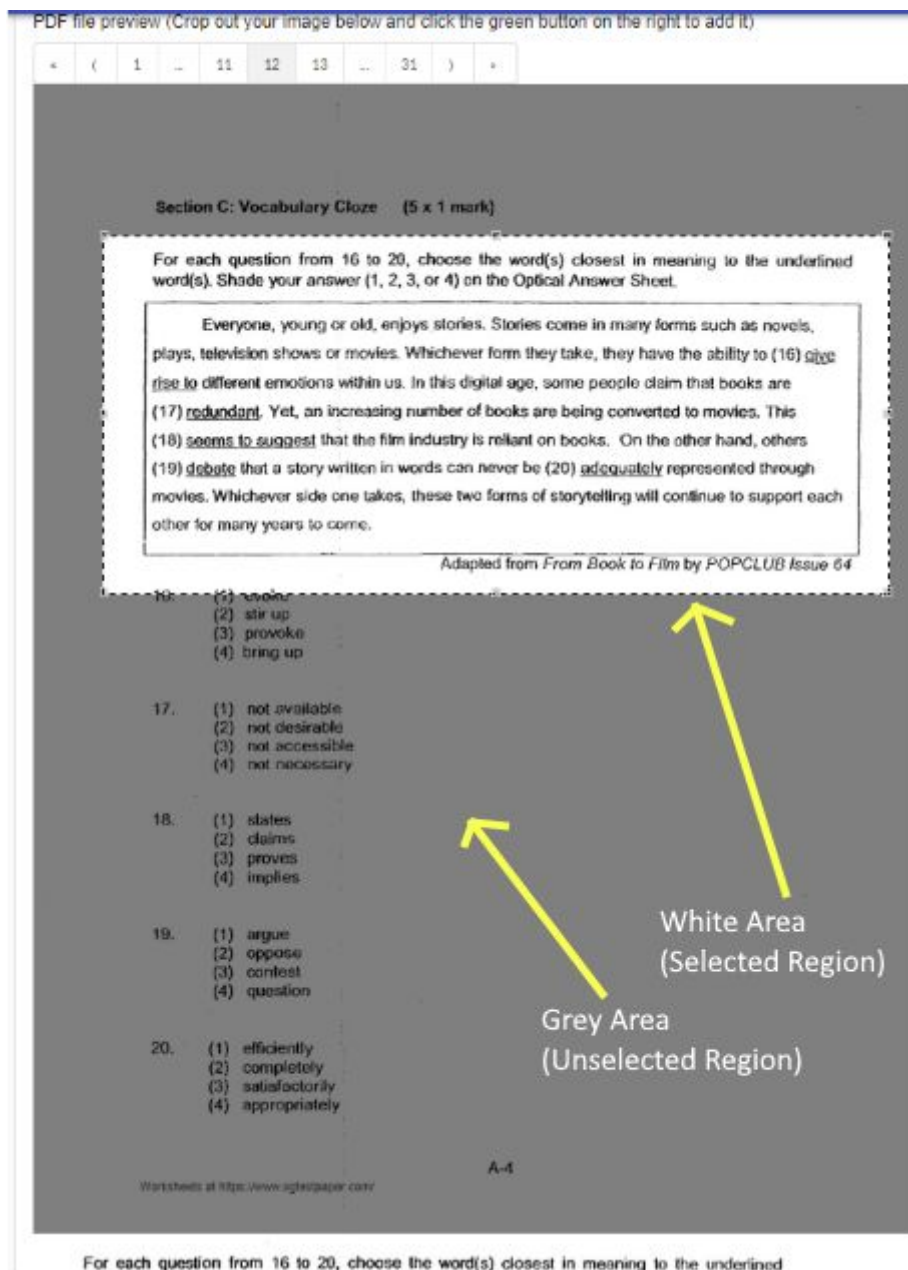 PDF file preview (Crop out your image below and click the green button on the right to add it)
« ( 1 ... 11 12 13 ... 31 ) »
Section C: Vocabulary Cloze (5 x 1 mark)
For each question from 16 to 20, choose the word(s) closest in meaning to the underlined
word(s). Shade your answer (1, 2, 3, or 4) on the Optical Answer Sheet.
Everyone, young or old, enjoys stories. Stories come in many forms such as novels,
plays, television shows or movies. Whichever form they take, they have the ability to (16) give
rise to different emotions within us. In this digital age, some people claim that books are
(17) redundant. Yet, an increasing number of books are being converted to movies. This
(18) seems to suggest that the film industry is reliant on books. On the other hand, others
(19) debate that a story written in words can never be (20) adequately represented through
movies. Whichever side one takes, these two forms of storytelling will continue to support each
other for many years to come.
Adapted from From Book to Film by POPCLUB Issue 64
16. (1) evoke
(2) stir up
(3) provoke
(4) bring up
17. (1) not available
(2) not desirable
(3) not accessible
(4) not necessary
18. (1) states
(2) claims
(3) proves
(4) implies
19. (1) argue
(2) oppose
(3) contest
(4) question
White Area
(Selected Region)
Grey Area
(Unselected Region)
20. (1) efficiently
(2) completely
(3) satisfactorily
(4) appropriately
A-4
Worksheets at https://www.sgtestpaper.com/
For each question from 16 to 20, choose the word(s) closest in meaning to the underlined